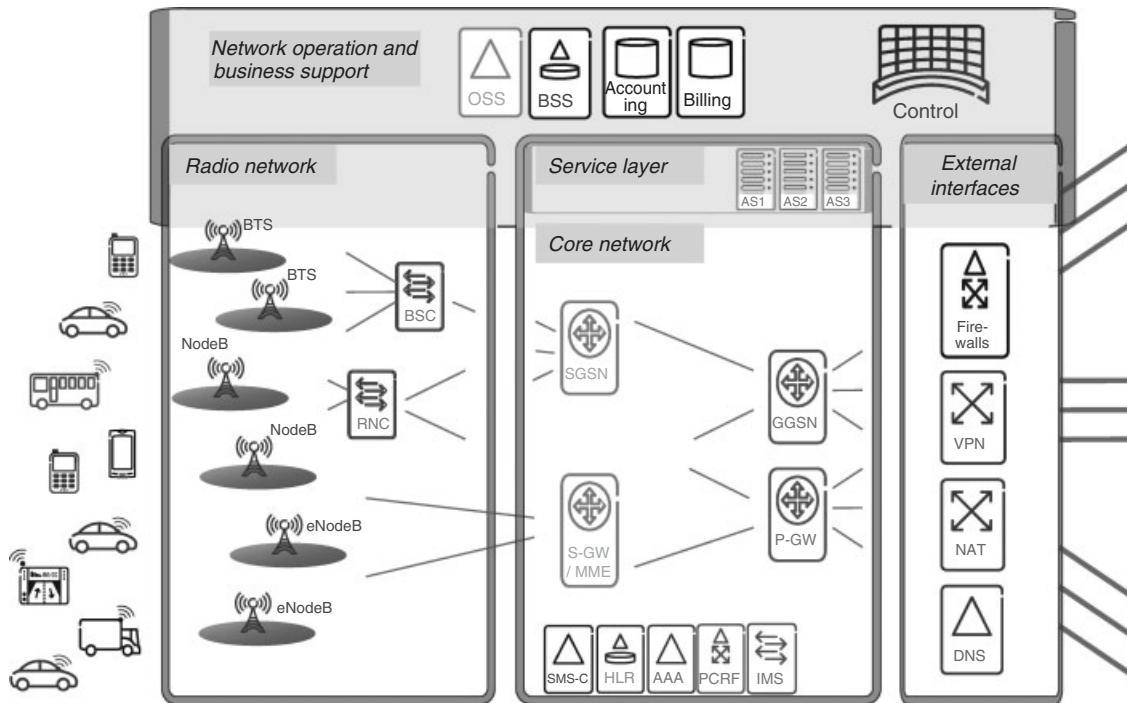 Network operation and
business support
OSS
BSS
Account
ing
Billing
Control
Radio network
Service layer
AS1
AS2
AS3
External
interfaces
Core network
BTS
BTS
BSC
NodeB
RNC
NodeB
eNodeB
eNodeB
SGSN
GGSN
S-GW
/ MME
P-GW
SMS-C
HLR
AAA
PCRF
IMS
Fire-
walls
VPN
NAT
DNS